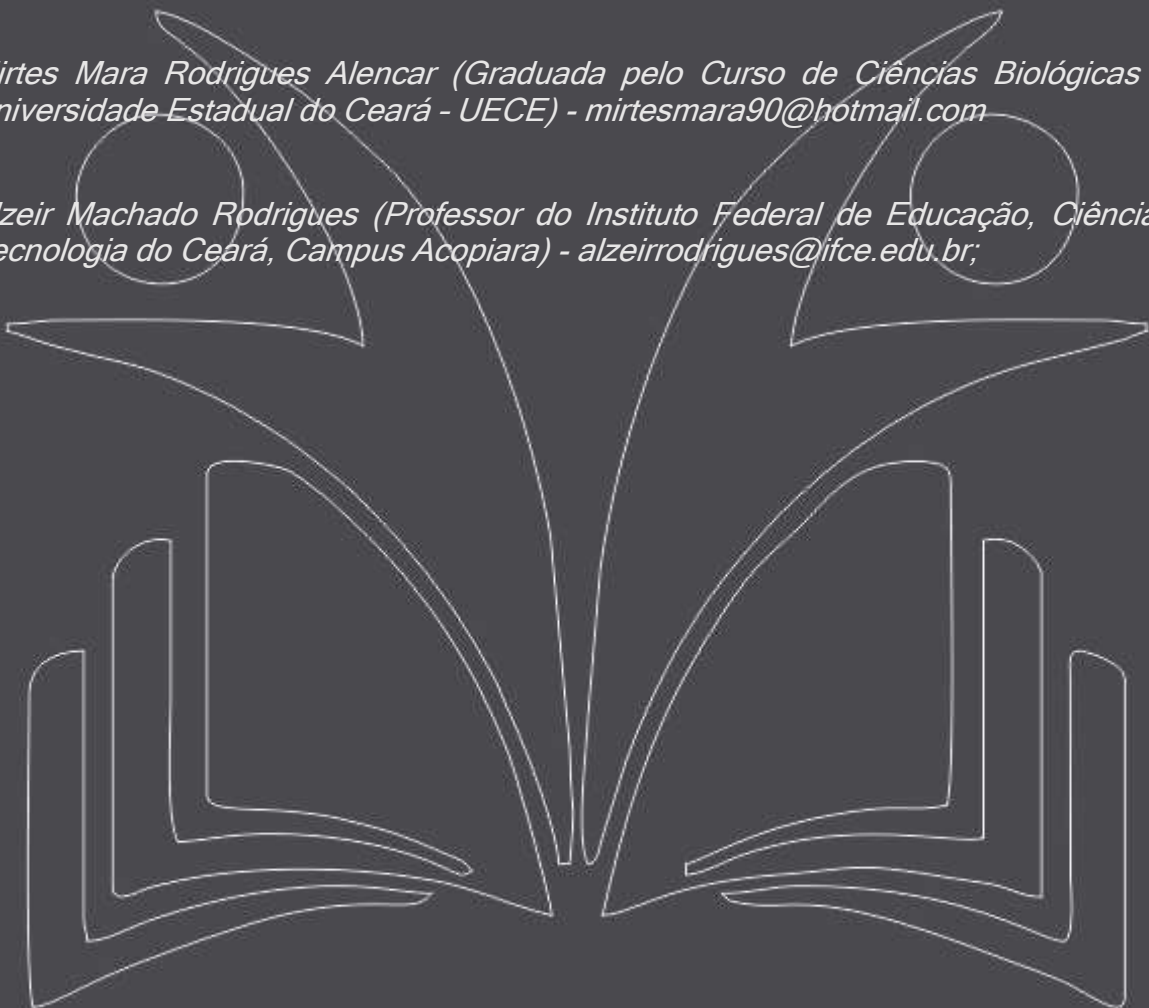 irtes Mara Rodrigues Alencar (Graduada pelo Curso de Ciências Biológicas
niversidade Estadual do Ceará - UECE) - mirtesmara90@hotmail.com
lzeir Machado Rodrigues (Professor do Instituto Federal de Educação, Ciência
ecnologia do Ceará, Campus Acopiara) - alzeirrodrigues@ifce.edu.br;